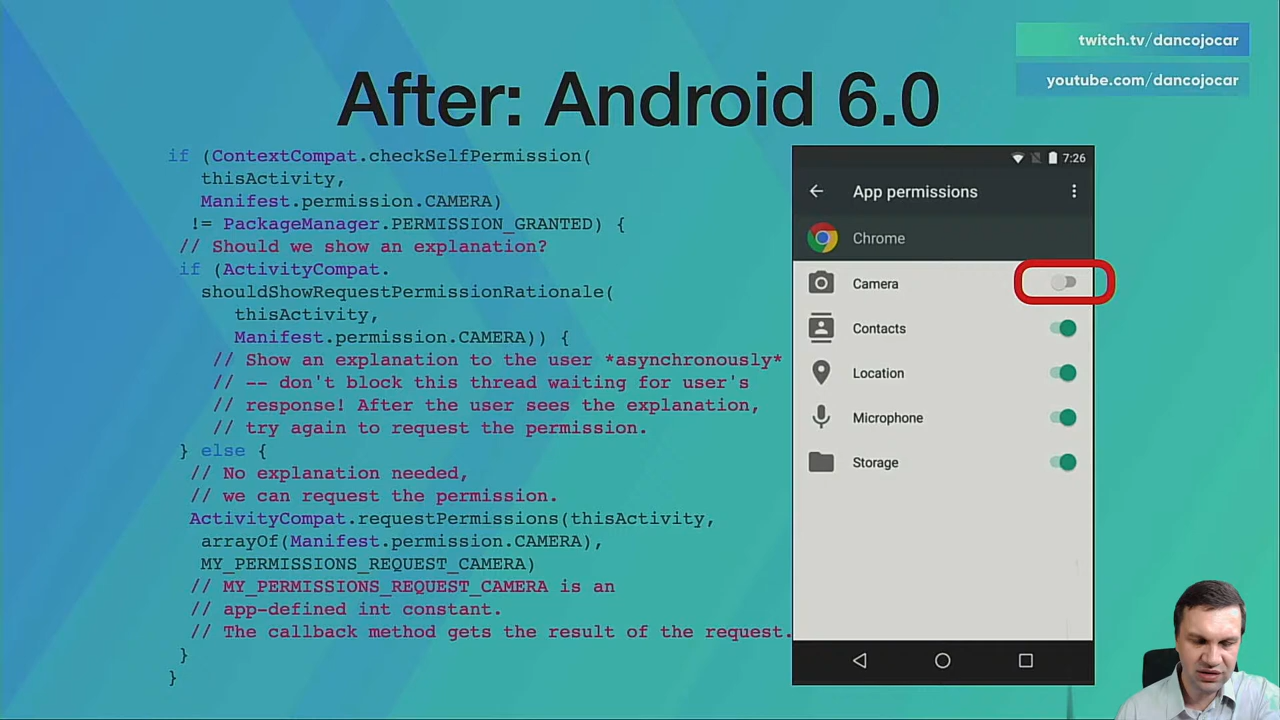 twitch.tv/dancojocar
youtube.com/dancojocar
After: Android 6.0
if (ContextCompat.checkSelfPermission(
thisActivity,
Manifest.permission.CAMERA)
!= PackageManager.PERMISSION_GRANTED) {
// Should we show an explanation?
if (ActivityCompat.
shouldShowRequestPermissionRationale(
thisActivity,
Manifest.permission.CAMERA)) {
// Show an explanation to the user *asynchronously*
// -- don't block this thread waiting for user's
// response! After the user sees the explanation,
// try again to request the permission.
} else {
// No explanation needed,
// we can request the permission.
ActivityCompat.requestPermissions(thisActivity,
arrayOf(Manifest.permission.CAMERA),
MY_PERMISSIONS_REQUEST_CAMERA)
// MY_PERMISSIONS_REQUEST_CAMERA is an
// app-defined int constant.
// The callback method gets the result of the request.
}
}
7:26
App permissions
Chrome
Camera
Contacts
Location
Microphone
Storage